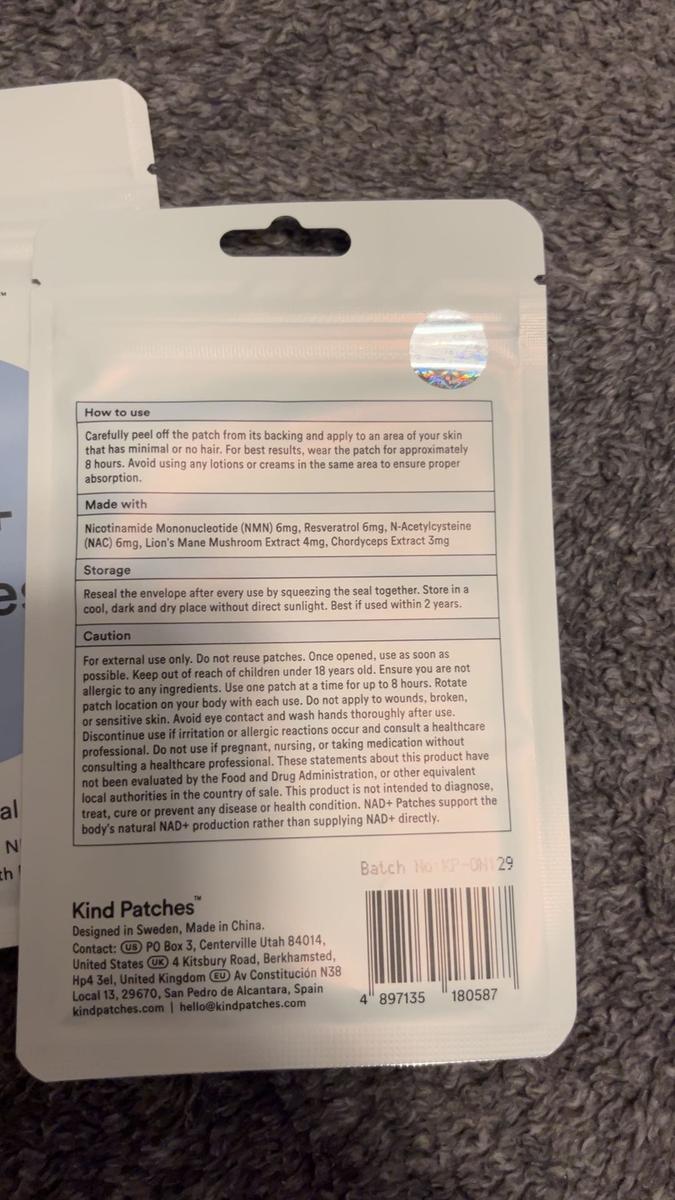 How to use
Carefully peel off the patch from its backing and apply to an area of your skin
that has minimal or no hair. For best results, wear the patch for approximately
8 hours. Avoid using any lotions or creams in the same area to ensure proper
absorption.
Made with
Nicotinamide Mononucleotide (NMN) 6mg, Resveratrol 6mg, N-Acetylcysteine
(NAC) 6mg, Lion's Mane Mushroom Extract 4mg, Chordyceps Extract 3mg
Storage
Reseal the envelope after every use by squeezing the seal together. Store in a
cool, dark and dry place without direct sunlight. Best if used within 2 years.
Caution
For external use only. Do not reuse patches. Once opened, use as soon as
possible. Keep out of reach of children under 18 years old. Ensure you are not
allergic to any ingredients. Use one patch at a time for up to 8 hours. Rotate
patch location on your body with each use. Do not apply to wounds, broken,
or sensitive skin. Avoid eye contact and wash hands thoroughly after use.
Discontinue use if irritation or allergic reactions occur and consult a healthcare
professional. Do not use if pregnant, nursing, or taking medication without
consulting a healthcare professional. These statements about this product have
not been evaluated by the Food and Drug Administration, or other equivalent
local authorities in the country of sale. This product is not intended to diagnose,
treat, cure or prevent any disease or health condition. NAD+ Patches support the
body's natural NAD+ production rather than supplying NAD+ directly.
Batch No:
Kind Patches™
Designed in Sweden, Made in China.
Contact: US PO Box 3, Centerville Utah 84014,
United States UK 4 Kitsbury Road, Berkhamsted,
Hp4 3el, United Kingdom EU Av Constitución N38
Local 13, 29670, San Pedro de Alcantara, Spain
kindpatches.com | hello@kindpatches.com
4 897135 180587